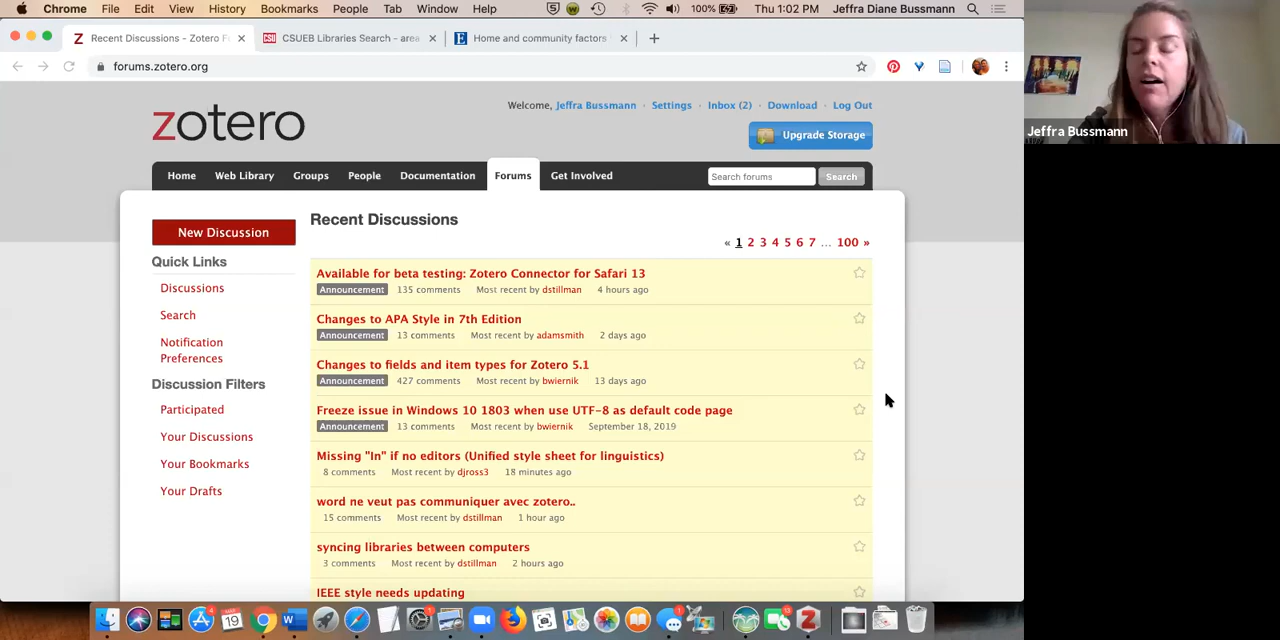 Chrome File Edit View History Bookmarks People Tab Window Help 100% Thu 1:02 PM Jeffra Diane Bussmann
Recent Discussions - Zotero F CSUEB Libraries Search - area Home and community factors
forums.zotero.org
zotero
Welcome, Jeffra Bussmann · Settings · Inbox (2) · Download · Log Out
Upgrade Storage
Home Web Library Groups People Documentation Forums Get Involved Search forums Search
New Discussion
Quick Links
Discussions
Search
Notification
Preferences
Discussion Filters
Participated
Your Discussions
Your Bookmarks
Your Drafts
Recent Discussions
« 1 2 3 4 5 6 7 ... 100 »
Available for beta testing: Zotero Connector for Safari 13
Announcement 135 comments Most recent by dstillman 4 hours ago
Changes to APA Style in 7th Edition
Announcement 13 comments Most recent by adamsmith 2 days ago
Changes to fields and item types for Zotero 5.1
Announcement 427 comments Most recent by bwiernik 13 days ago
Freeze issue in Windows 10 1803 when use UTF-8 as default code page
Announcement 13 comments Most recent by bwiernik September 18, 2019
Missing "In" if no editors (Unified style sheet for linguistics)
8 comments Most recent by djross3 18 minutes ago
word ne veut pas communiquer avec zotero..
15 comments Most recent by dstillman 1 hour ago
syncing libraries between computers
3 comments Most recent by dstillman 2 hours ago
IEEE style needs updating
Jeffra Bussmann
MAR
19